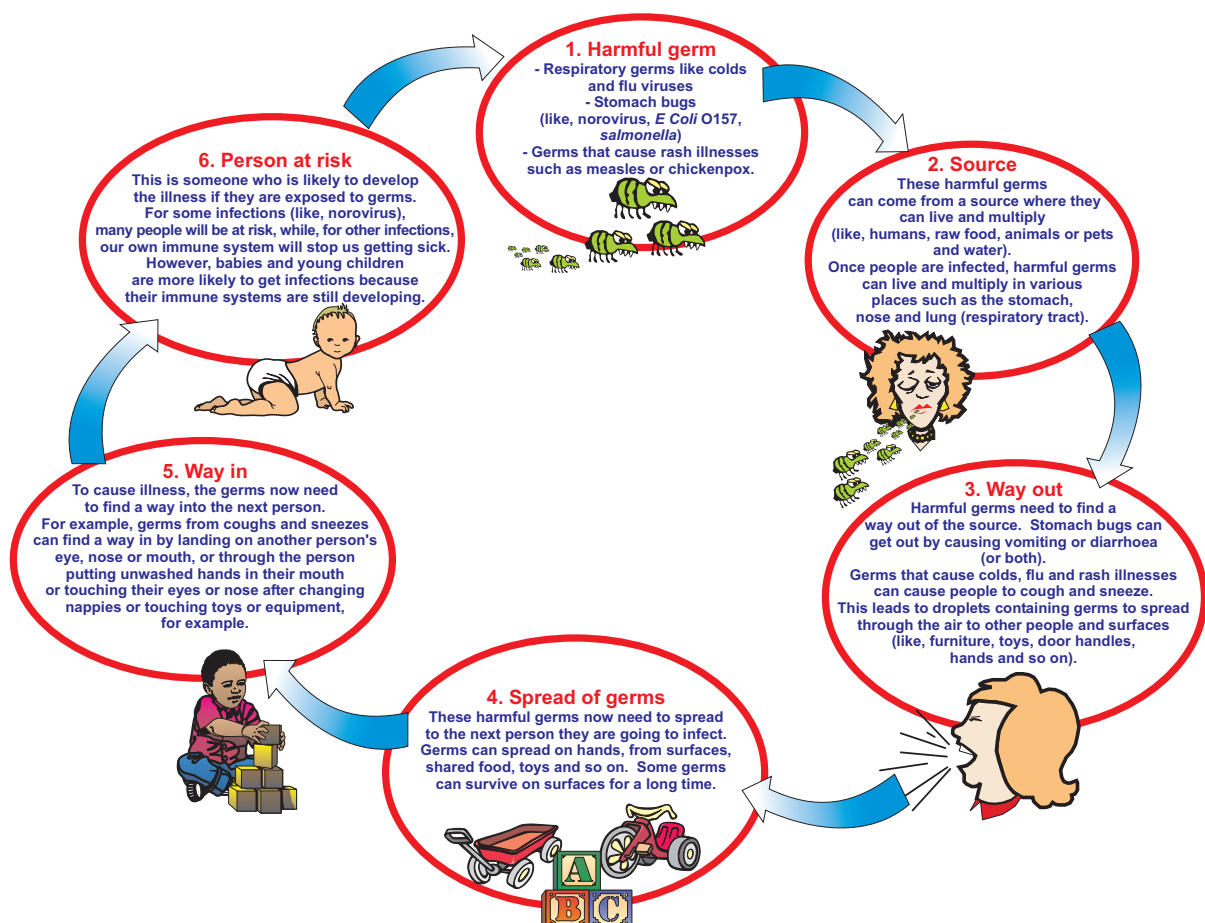 1. Harmful germ
- Respiratory germs like colds
and flu viruses
- Stomach bugs
(like, norovirus, E Coli O157,
salmonella)
- Germs that cause rash illnesses
such as measles or chickenpox.
2. Source
These harmful germs
can come from a source where they
can live and multiply
(like, humans, raw food, animals or pets
and water).
Once people are infected, harmful germs
can live and multiply in various
places such as the stomach,
nose and lung (respiratory tract).
3. Way out
Harmful germs need to find a
way out of the source. Stomach bugs can
get out by causing vomiting or diarrhoea
(or both).
Germs that cause colds, flu and rash illnesses
can cause people to cough and sneeze.
This leads to droplets containing germs to spread
through the air to other people and surfaces
(like, furniture, toys, door handles,
hands and so on).
4. Spread of germs
These harmful germs now need to spread
to the next person they are going to infect.
Germs can spread on hands, from surfaces,
shared food, toys and so on. Some germs
can survive on surfaces for a long time.
A
B C
5. Way in
To cause illness, the germs now need
to find a way into the next person.
For example, germs from coughs and sneezes
can find a way in by landing on another person's
eye, nose or mouth, or through the person
putting unwashed hands in their mouth
or touching their eyes or nose after changing
nappies or touching toys or equipment,
for example.
6. Person at risk
This is someone who is likely to develop
the illness if they are exposed to germs.
For some infections (like, norovirus),
many people will be at risk, while, for other infections,
our own immune system will stop us getting sick.
However, babies and young children
are more likely to get infections because
their immune systems are still developing.